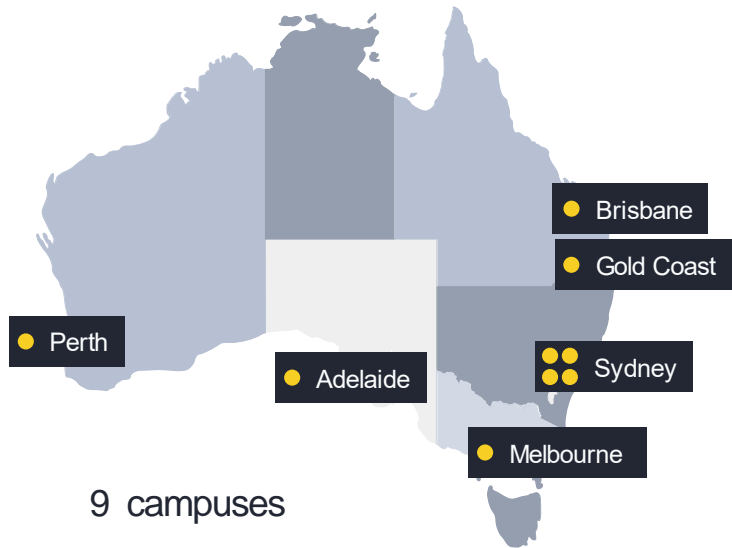 Brisbane
Gold Coast
Perth
Sydney
Adelaide
Melbourne
9 campuses